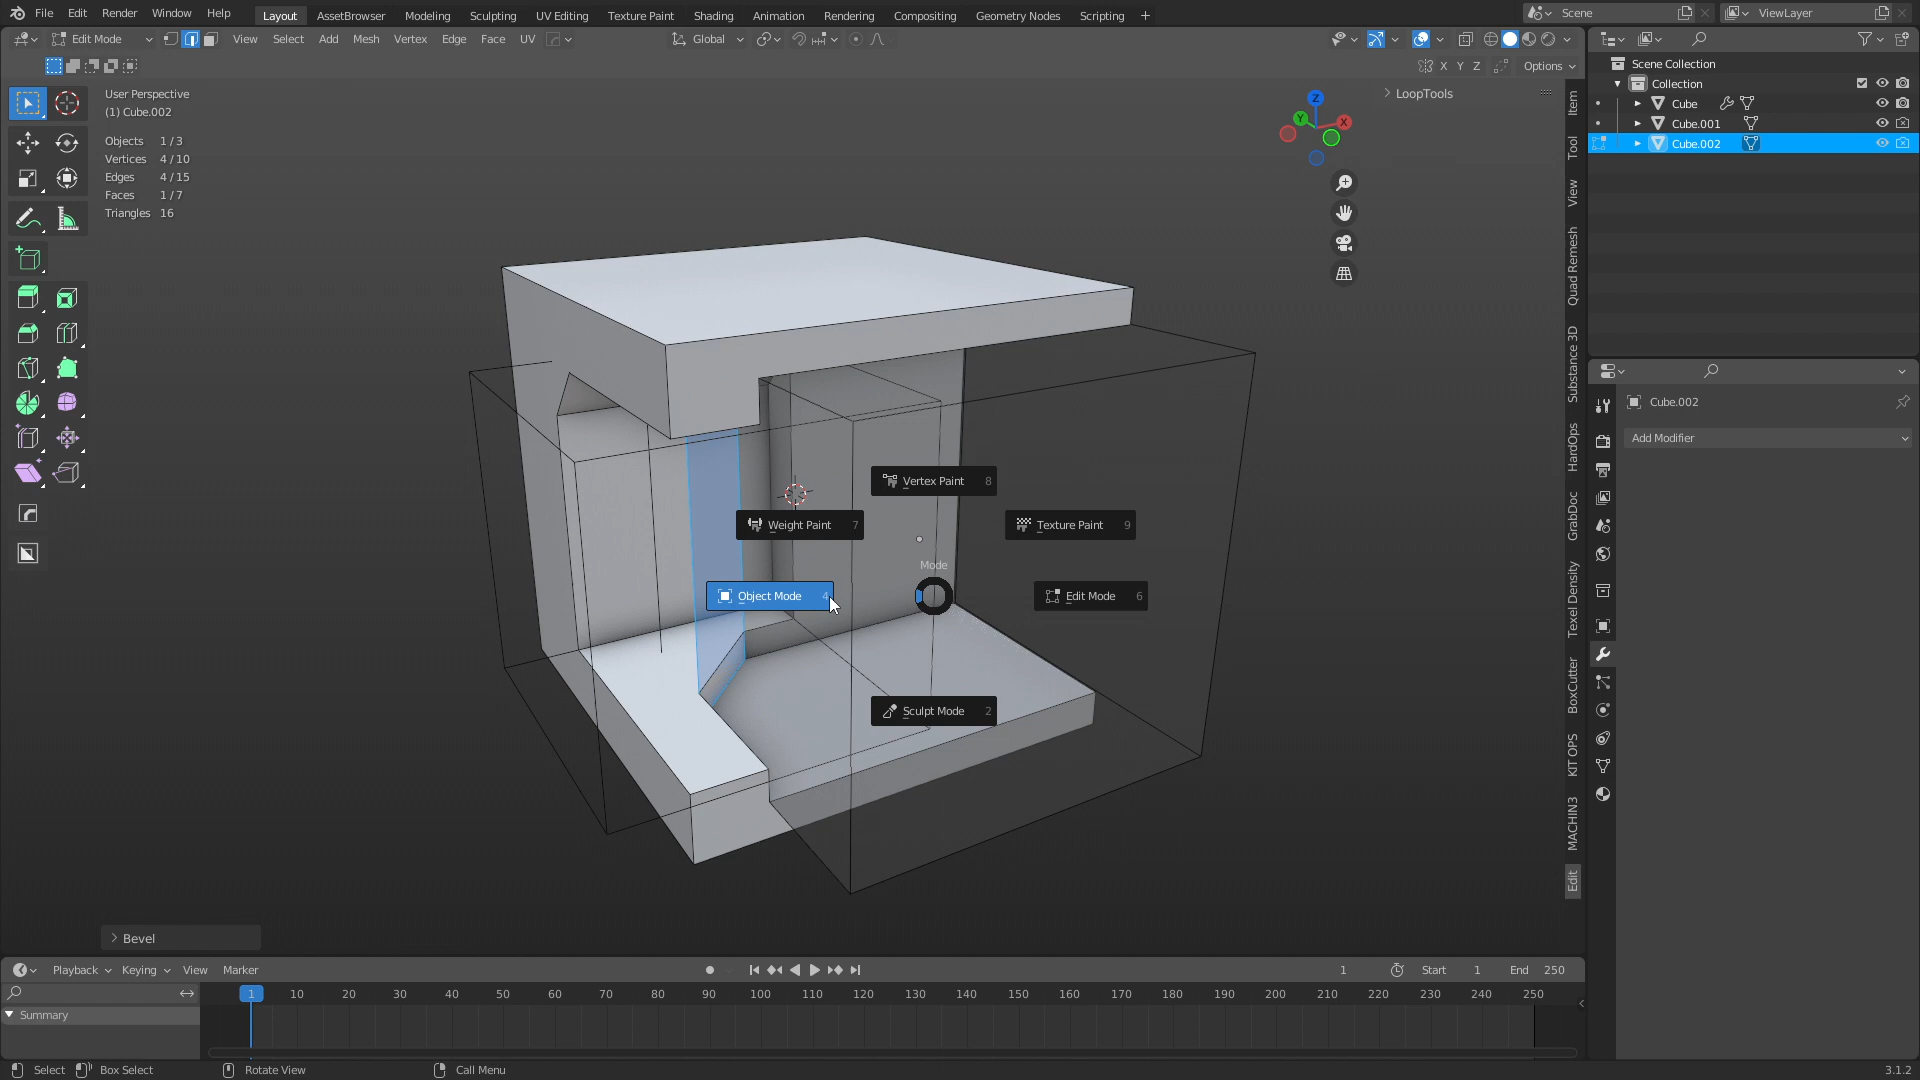 File Edit Render Window Help Layout AssetBrowser Modeling Sculpting UV Editing Texture Paint Shading Animation Rendering Compositing Geometry Nodes Scripting + Scene ViewLayer
Edit Mode View Select Add Mesh Vertex Edge Face UV Global
X Y Z Options
Scene Collection
Collection
Cube
Cube.001
Cube.002
User Perspective
(1) Cube.002
Objects 1 / 3
Vertices 4 / 10
Edges 4 / 15
Faces 1 / 7
Triangles 16
LoopTools
Z
Y
X
Item
Tool
View
Quad Remesh
Substance 3D
HardOps
GrabDoc
Texel Density
BoxCutter
KIT OPS
MACHIN3
Edit
Cube.002
Add Modifier
Vertex Paint 8
Weight Paint 7
Texture Paint 9
Mode
Object Mode 4
Edit Mode 6
Sculpt Mode 2
Bevel
Playback Keying View Marker 1 Start 1 End 250
1 10 20 30 40 50 60 70 80 90 100 110 120 130 140 150 160 170 180 190 200 210 220 230 240 250
Summary
Select Box Select Rotate View Call Menu 3.1.2